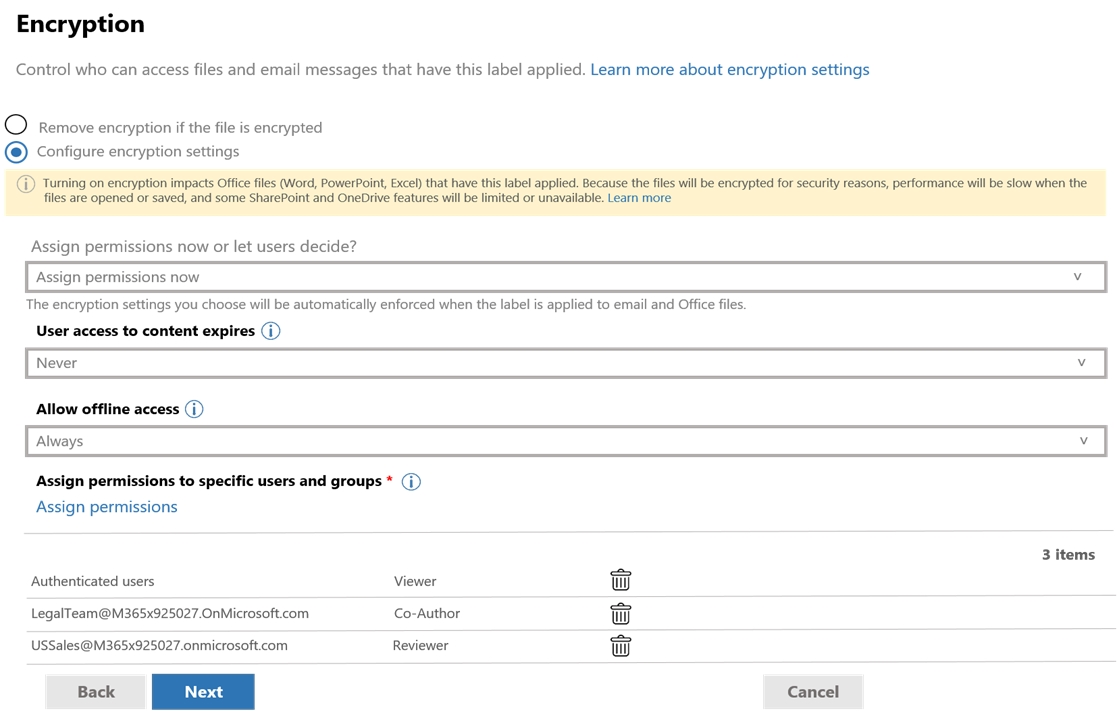 Encryption
Control who can access files and email messages that have this label applied. Learn more about encryption settings
Remove encryption if the file is encrypted
Configure encryption settings
Turning on encryption impacts Office files (Word, PowerPoint, Excel) that have this label applied. Because the files will be encrypted for security reasons, performance will be slow when the
files are opened or saved, and some SharePoint and OneDrive features will be limited or unavailable. Learn more
Assign permissions now or let users decide?
Assign permissions now
The encryption settings you choose will be automatically enforced when the label is applied to email and Office files.
User access to content expires
Never
Allow offline access
Always
Assign permissions to specific users and groups *
Assign permissions
3 items
Authenticated users Viewer
LegalTeam@M365x925027.OnMicrosoft.com Co-Author
USSales@M365x925027.onmicrosoft.com Reviewer
Back Next Cancel